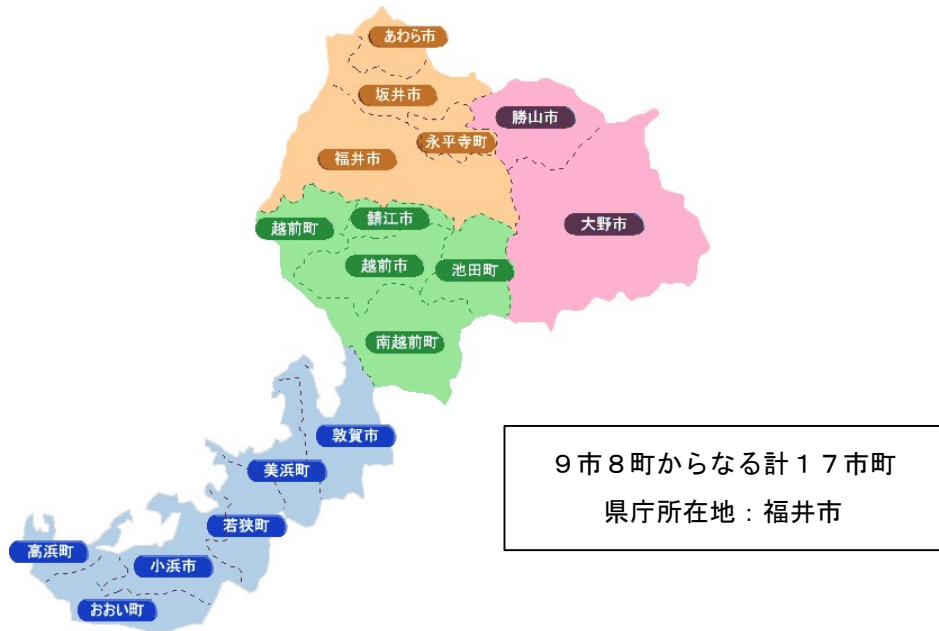 あわら市
坂井市
勝山市
永平寺町
福井市
鯖江市
越前町
大野市
越前市
池田町
南越前町
敦賀市
美浜町
若狭町
高浜町
小浜市
おおい町
９市８町からなる計１７市町
県庁所在地：福井市